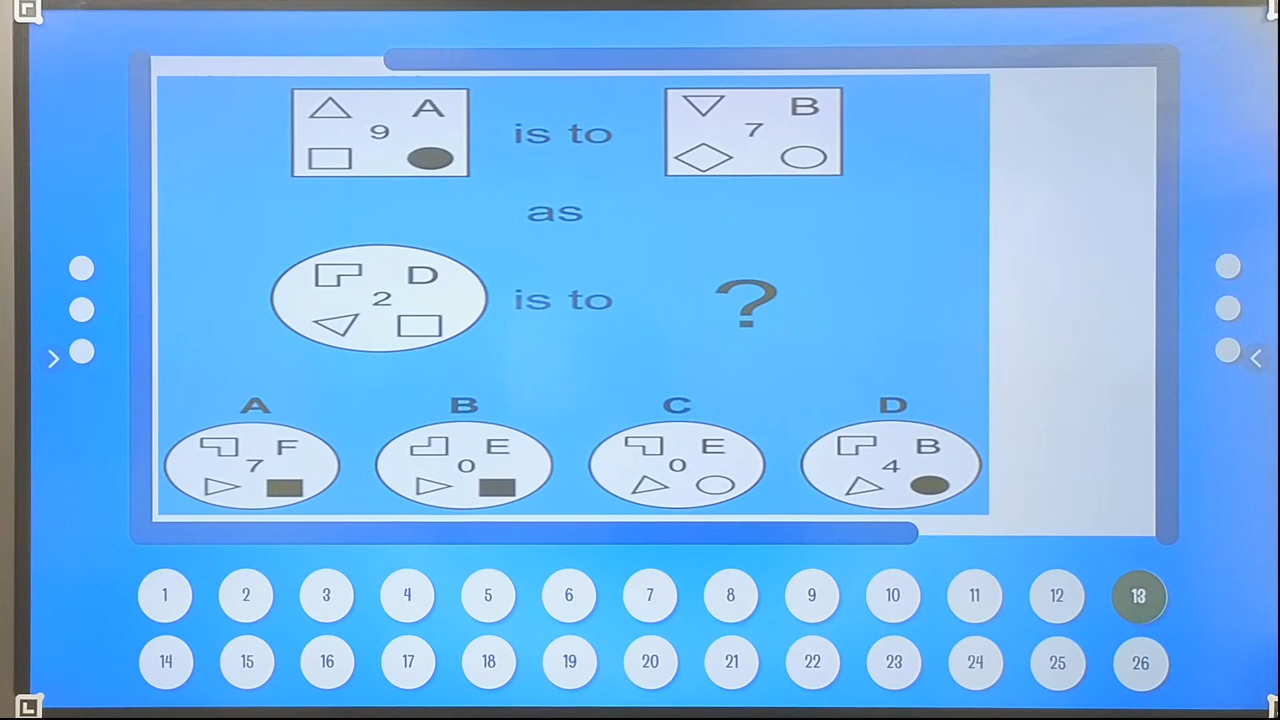 A
9
is to
B
7
as
D
2
is to
?
A B C D
F
7
E
0
E
0
B
4
1 2 3 4 5 6 7 8 9 10 11 12 13
14 15 16 17 18 19 20 21 22 23 24 25 26